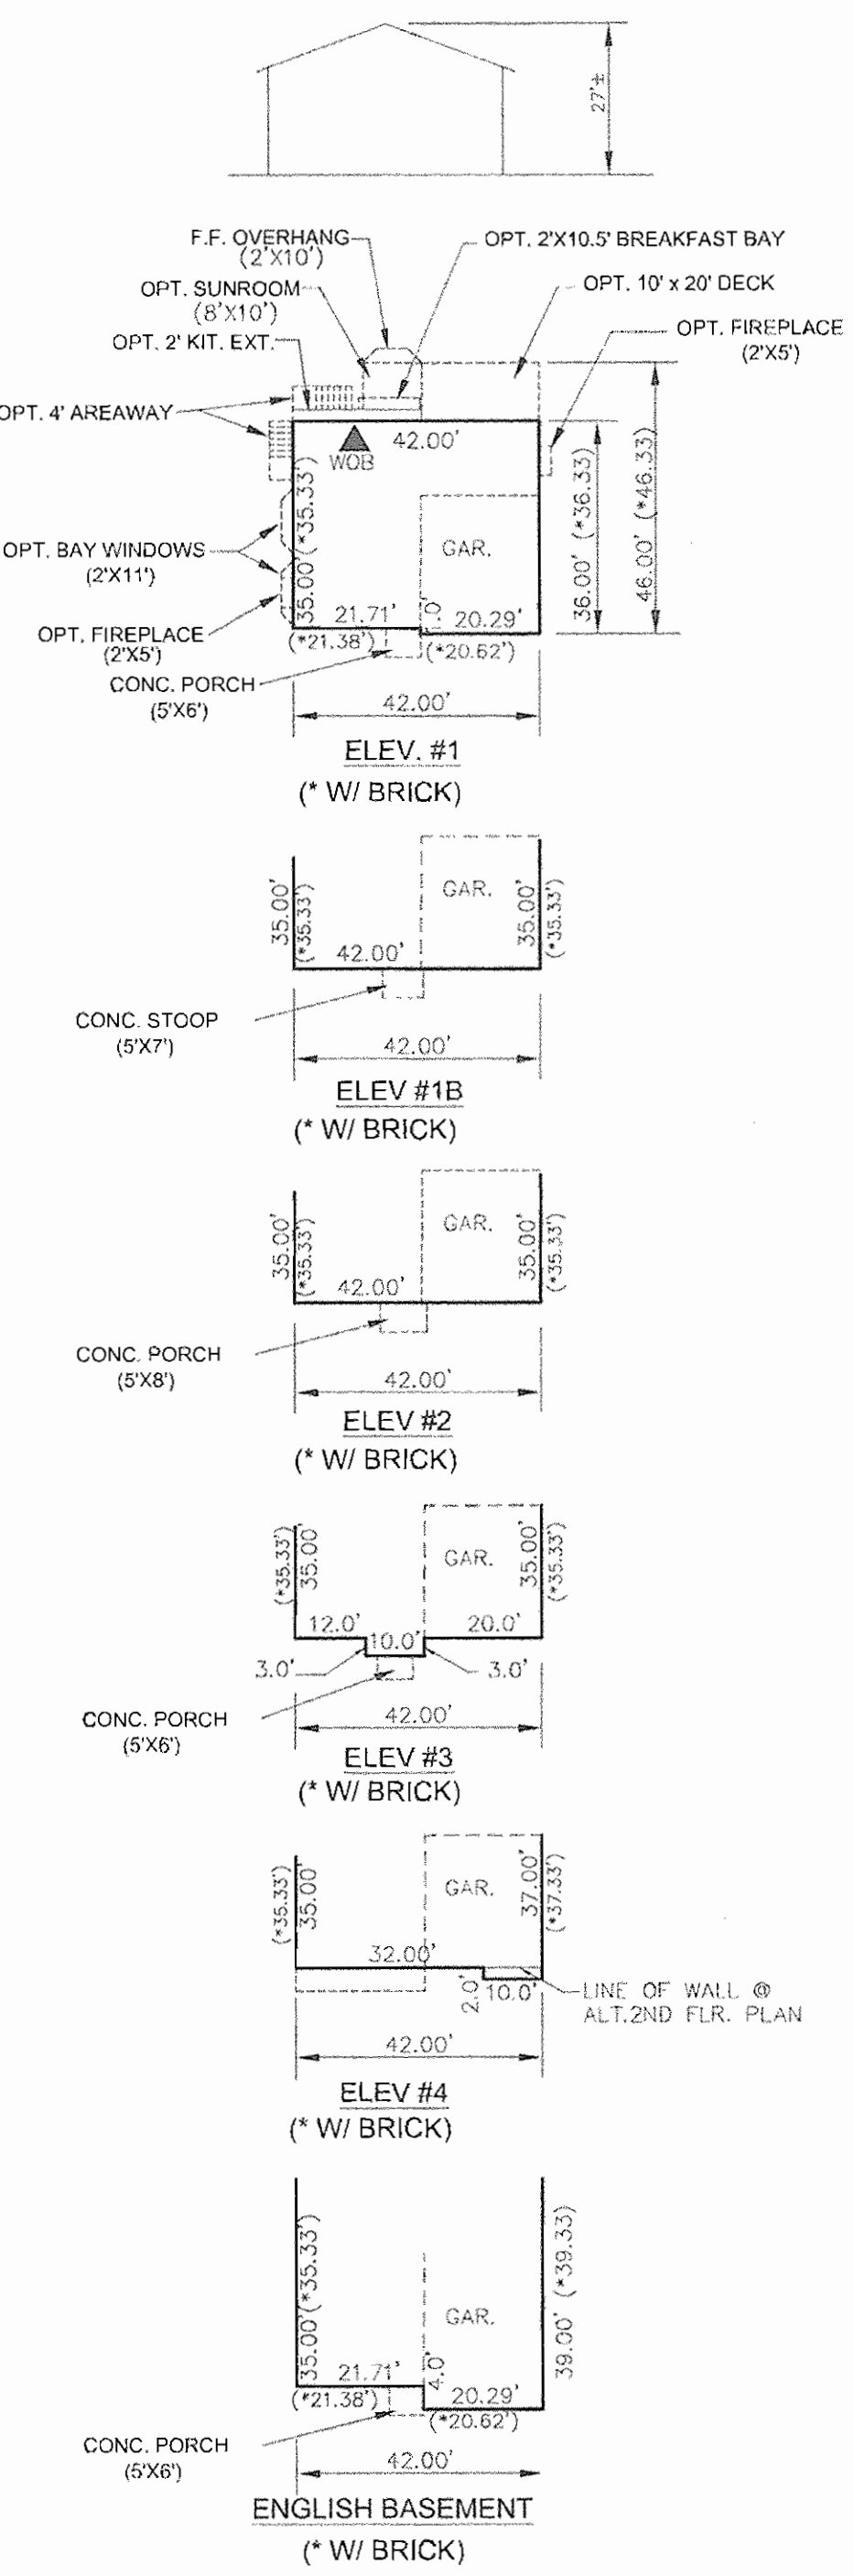 27'±
F.F. OVERHANG
(2'X10')
OPT. 2'X10.5' BREAKFAST BAY
OPT. SUNROOM
(8'X10')
OPT. 10' x 20' DECK
OPT. 2' KIT. EXT.
OPT. FIREPLACE
(2'X5')
OPT. 4' AREAWAY
42.00'
WOB
35.00' (*35.33')
36.00' (*36.33)
46.00' (*46.33)
OPT. BAY WINDOWS
(2'X11')
GAR.
OPT. FIREPLACE
(2'X5')
21.71'
(*21.38')
1.0'
20.29'
(*20.62')
CONC. PORCH
(5'X6')
42.00'
ELEV. #1
(* W/ BRICK)
35.00'
(*35.33')
GAR.
35.00'
(*35.33')
42.00'
CONC. STOOP
(5'X7')
42.00'
ELEV #1B
(* W/ BRICK)
35.00'
(*35.33')
GAR.
35.00'
(*35.33')
42.00'
CONC. PORCH
(5'X8')
42.00'
ELEV #2
(* W/ BRICK)
(*35.33')
35.00'
GAR.
35.00'
(*35.33')
12.0'
10.0'
20.0'
3.0'
3.0'
CONC. PORCH
(5'X6')
42.00'
ELEV #3
(* W/ BRICK)
(*35.33')
35.00'
GAR.
37.00'
(*37.33')
32.00'
2.0'
10.0'
LINE OF WALL @
ALT.2ND FLR. PLAN
42.00'
ELEV #4
(* W/ BRICK)
35.00'(*35.33')
GAR.
39.00' (*39.33)
21.71'
(*21.38')
4.0'
20.29'
(*20.62')
CONC. PORCH
(5'X6')
42.00'
ENGLISH BASEMENT
(* W/ BRICK)